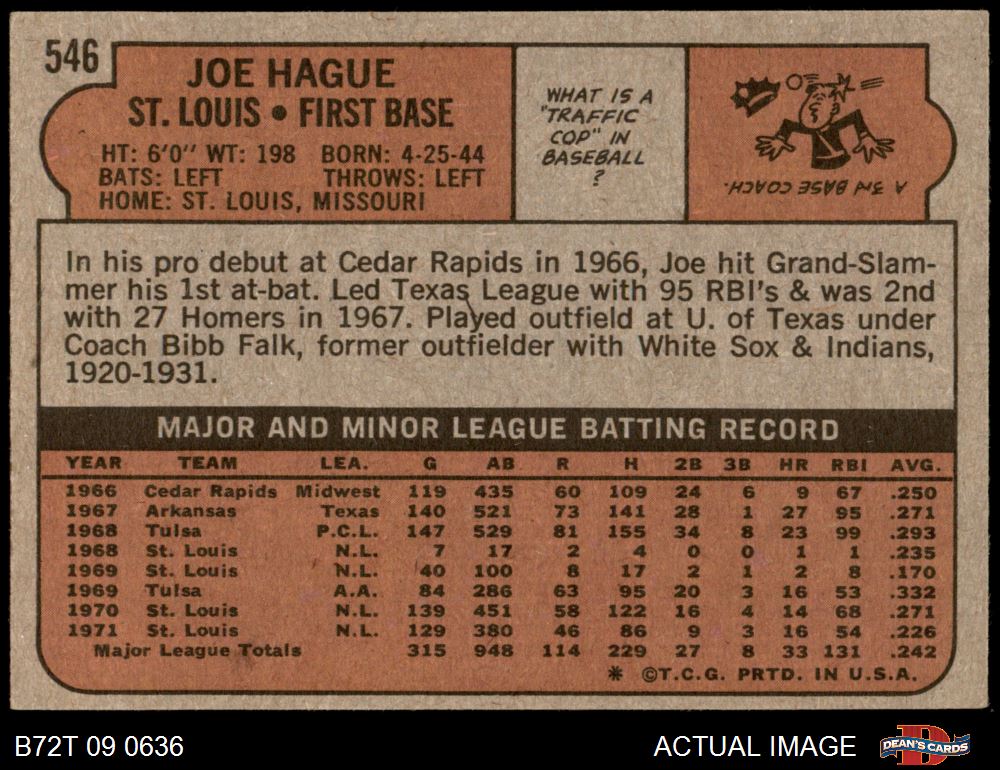 546
JOE HAGUE
ST. LOUIS • FIRST BASE
HT: 6'0" WT: 198 BORN: 4-25-44
BATS: LEFT THROWS: LEFT
HOME: ST. LOUIS, MISSOURI
WHAT IS A
"TRAFFIC
COP" IN
BASEBALL
?
A 3RD BASE COACH.
In his pro debut at Cedar Rapids in 1966, Joe hit Grand-Slam-
mer his 1st at-bat. Led Texas League with 95 RBI's & was 2nd
with 27 Homers in 1967. Played outfield at U. of Texas under
Coach Bibb Falk, former outfielder with White Sox & Indians,
1920-1931.
MAJOR AND MINOR LEAGUE BATTING RECORD
YEAR TEAM LEA. G AB R H 2B 3B HR RBI AVG.
1966 Cedar Rapids Midwest 119 435 60 109 24 6 9 67 .250
1967 Arkansas Texas 140 521 73 141 28 1 27 95 .271
1968 Tulsa P.C.L. 147 529 81 155 34 8 23 99 .293
1968 St. Louis N.L. 7 17 2 4 0 0 1 1 .235
1969 St. Louis N.L. 40 100 8 17 2 1 2 8 .170
1969 Tulsa A.A. 84 286 63 95 20 3 16 53 .332
1970 St. Louis N.L. 139 451 58 122 16 4 14 68 .271
1971 St. Louis N.L. 129 380 46 86 9 3 16 54 .226
Major League Totals 315 948 114 229 27 8 33 131 .242
* ©T.C.G. PRTD. IN U.S.A.
B72T 09 0636
ACTUAL IMAGE
D
DEAN'S CARDS